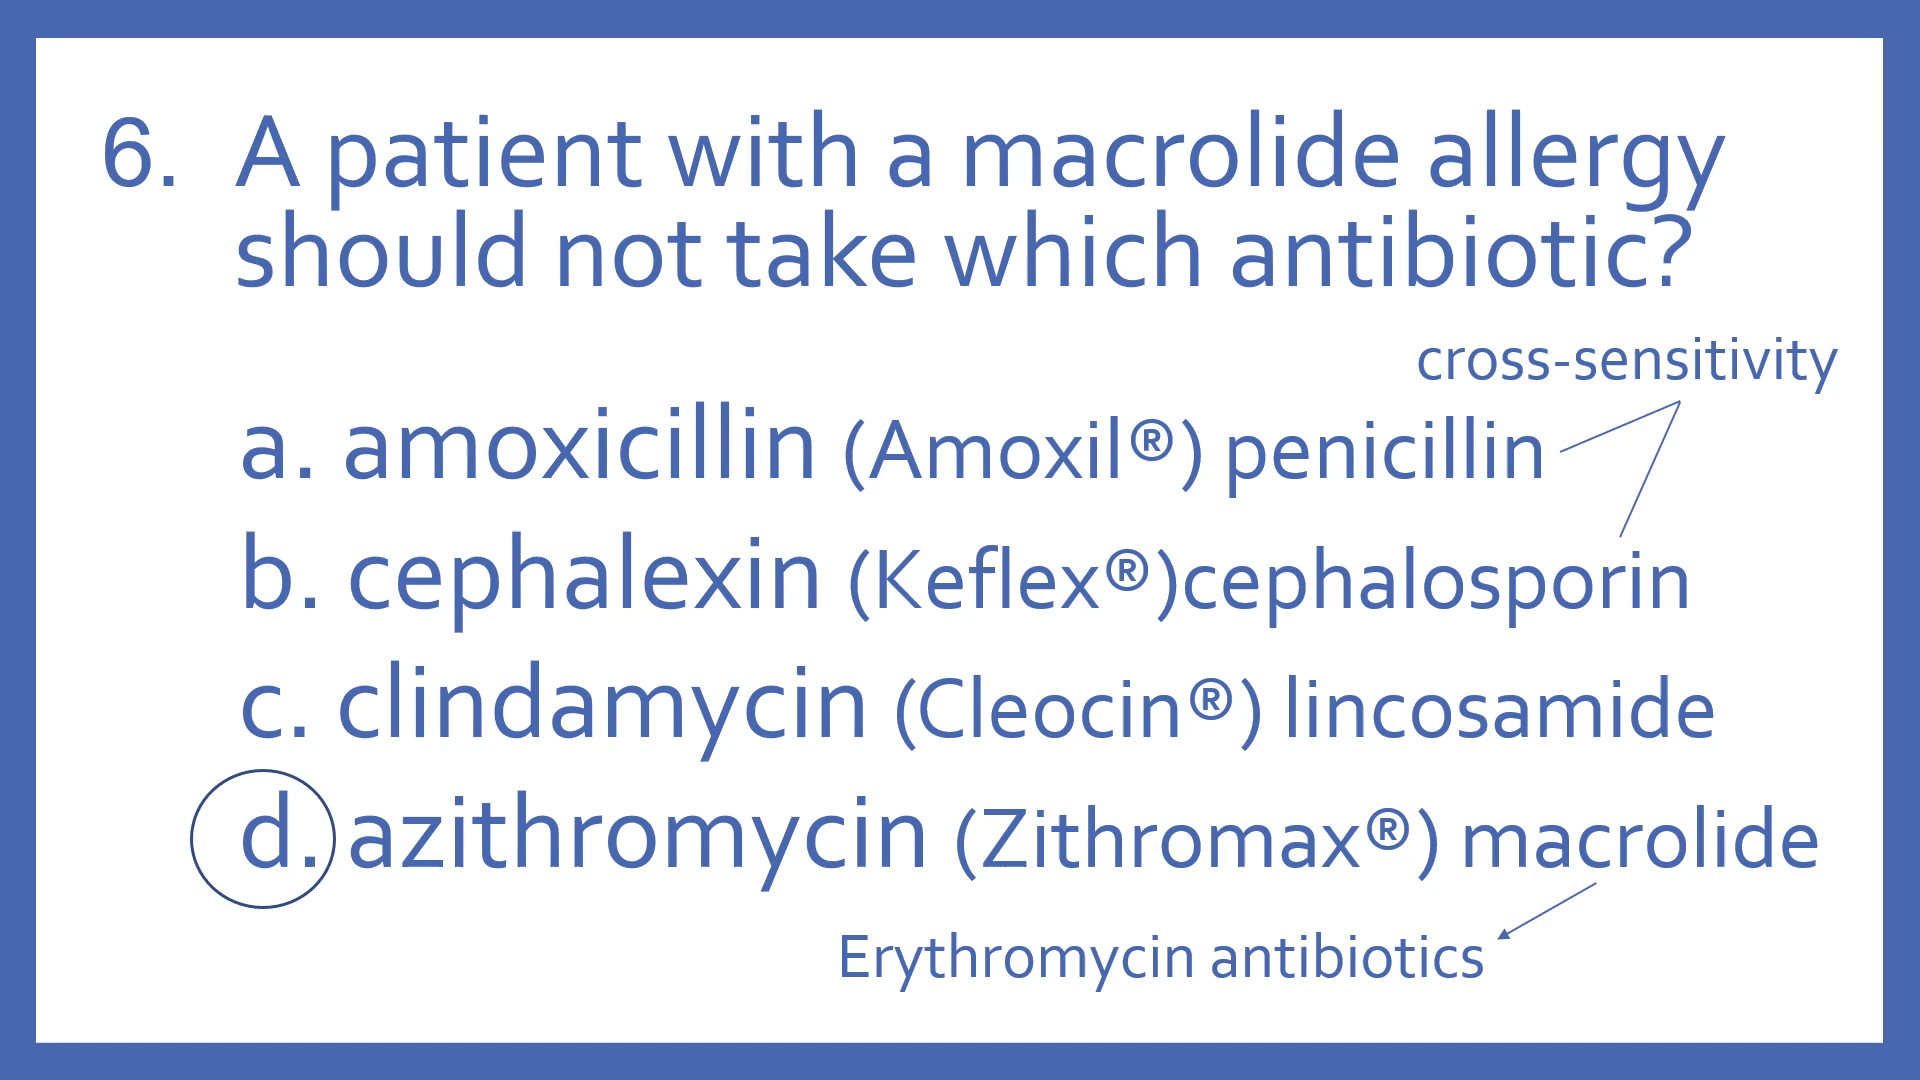 6. A patient with a macrolide allergy
should not take which antibiotic?
cross-sensitivity
a. amoxicillin (Amoxil®) penicillin
b. cephalexin (Keflex®)cephalosporin
c. clindamycin (Cleocin®) lincosamide
d. azithromycin (Zithromax®) macrolide
Erythromycin antibiotics